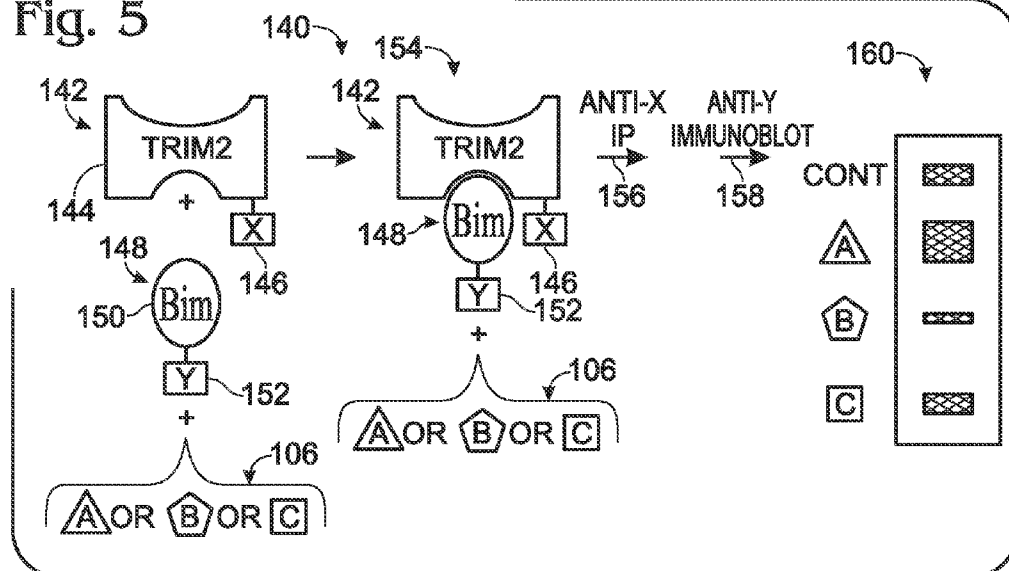 Fig. 5
140
154
160
142
142
ANTI-X
IP
ANTI-Y
IMMUNOBLOT
TRIM2
TRIM2
156
158
CONT
144
+
X
146
148
Bim
X
146
A
148
150
Bim
Y
152
B
Y
152
+
106
C
+
A OR B OR C
106
A OR B OR C